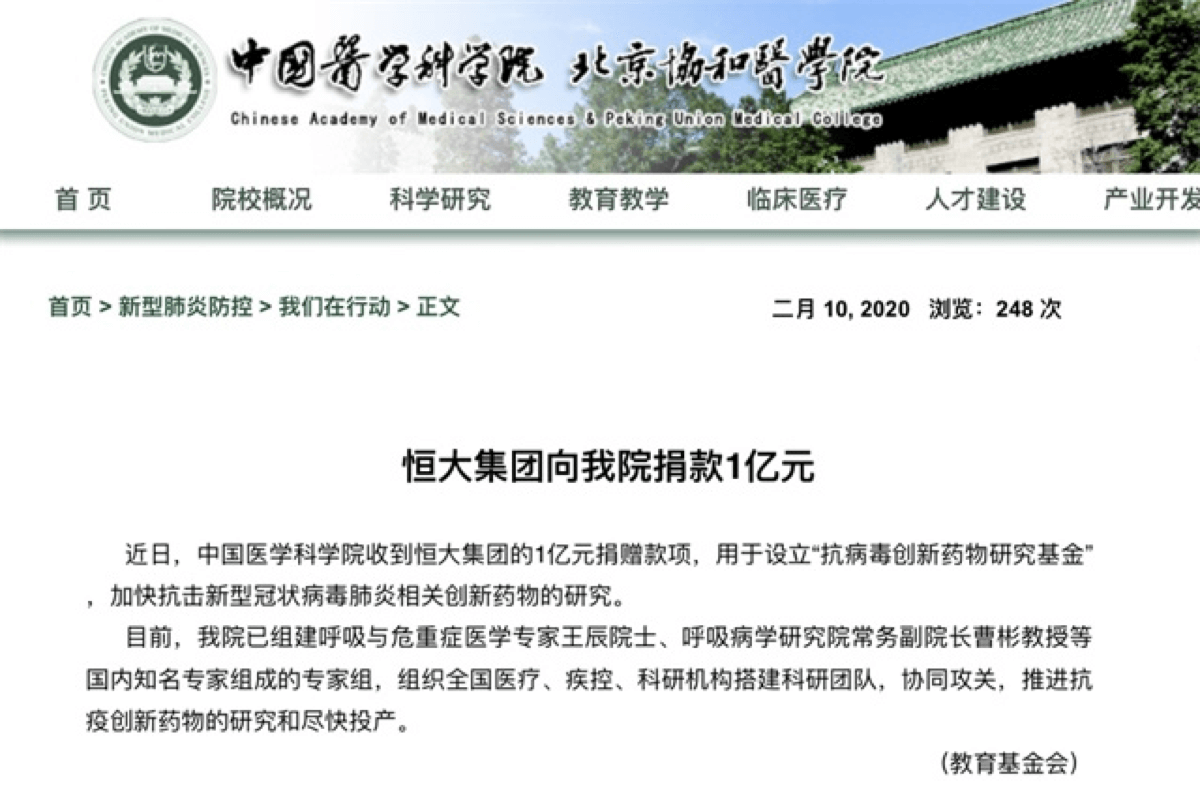 中國醫学科学院 北京協和醫學院
Chinese Academy of Medical Sciences & Peking Union Medical College
首 页 院校概况 科学研究 教育教学 临床医疗 人才建设 产业开发
首页 > 新型肺炎防控 > 我们在行动 > 正文 二月 10, 2020 浏览：248 次
恒大集团向我院捐款1亿元
近日，中国医学科学院收到恒大集团的1亿元捐赠款项，用于设立“抗病毒创新药物研究基金”
，加快抗击新型冠状病毒肺炎相关创新药物的研究。
目前，我院已组建呼吸与危重症医学专家王辰院士、呼吸病学研究院常务副院长曹彬教授等
国内知名专家组成的专家组，组织全国医疗、疾控、科研机构搭建科研团队，协同攻关，推进抗
疫创新药物的研究和尽快投产。
（教育基金会）